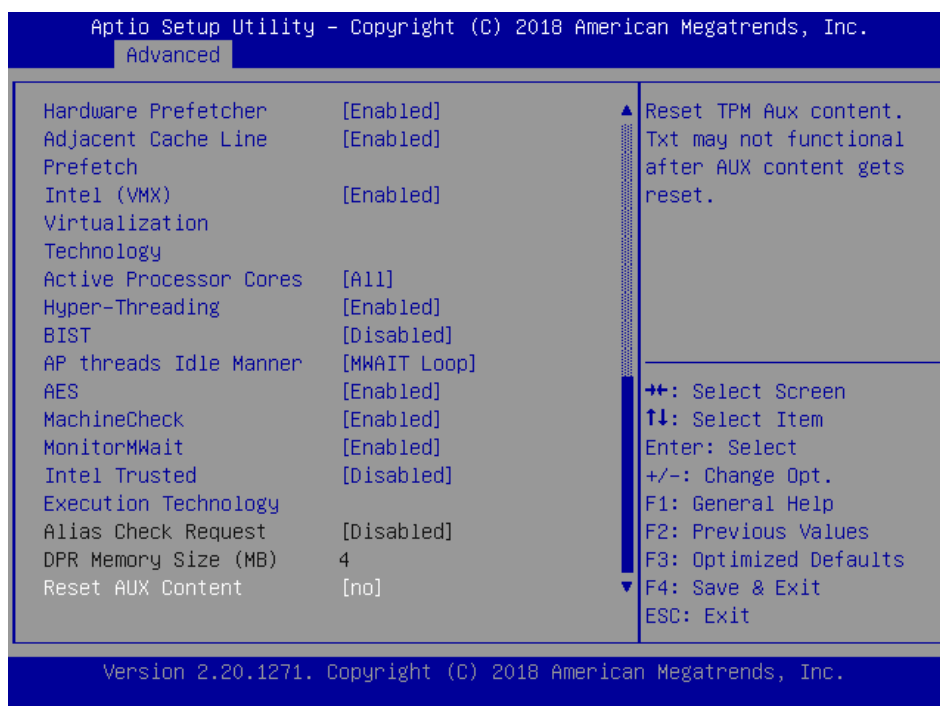 Aptio Setup Utility – Copyright (C) 2018 American Megatrends, Inc.
Advanced
Hardware Prefetcher [Enabled]
Adjacent Cache Line [Enabled]
Prefetch
Intel (VMX) [Enabled]
Virtualization
Technology
Active Processor Cores [All]
Hyper-Threading [Enabled]
BIST [Disabled]
AP threads Idle Manner [MWAIT Loop]
AES [Enabled]
MachineCheck [Enabled]
MonitorMWait [Enabled]
Intel Trusted [Disabled]
Execution Technology
Alias Check Request [Disabled]
DPR Memory Size (MB) 4
Reset AUX Content [no]
Reset TPM Aux content.
Txt may not functional
after AUX content gets
reset.
→←: Select Screen
↑↓: Select Item
Enter: Select
+/-: Change Opt.
F1: General Help
F2: Previous Values
F3: Optimized Defaults
F4: Save & Exit
ESC: Exit
Version 2.20.1271. Copyright (C) 2018 American Megatrends, Inc.